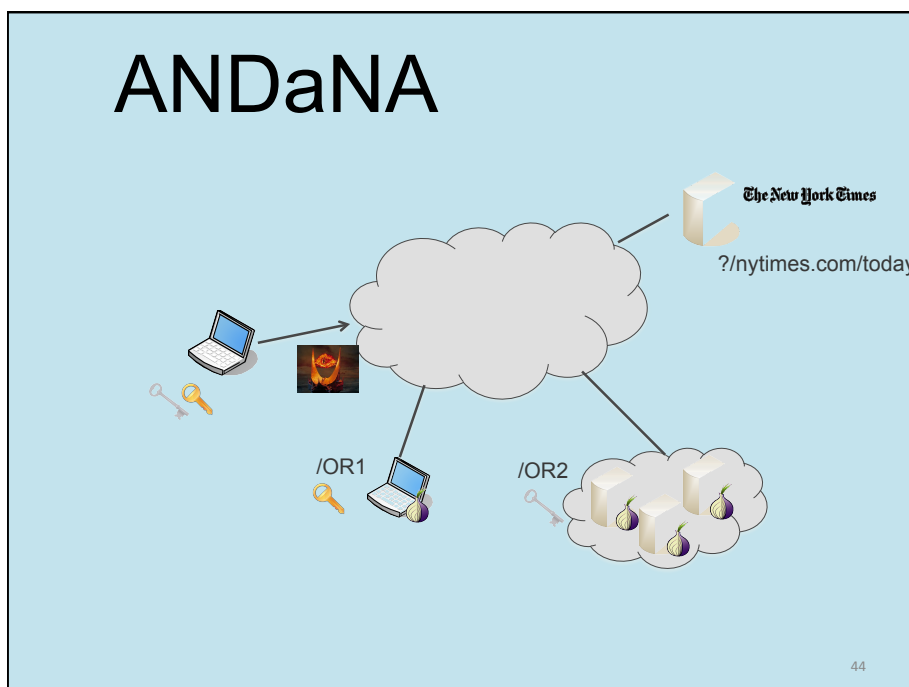 ANDaNA
The New York Times
?/nytimes.com/today
/OR1
/OR2
44